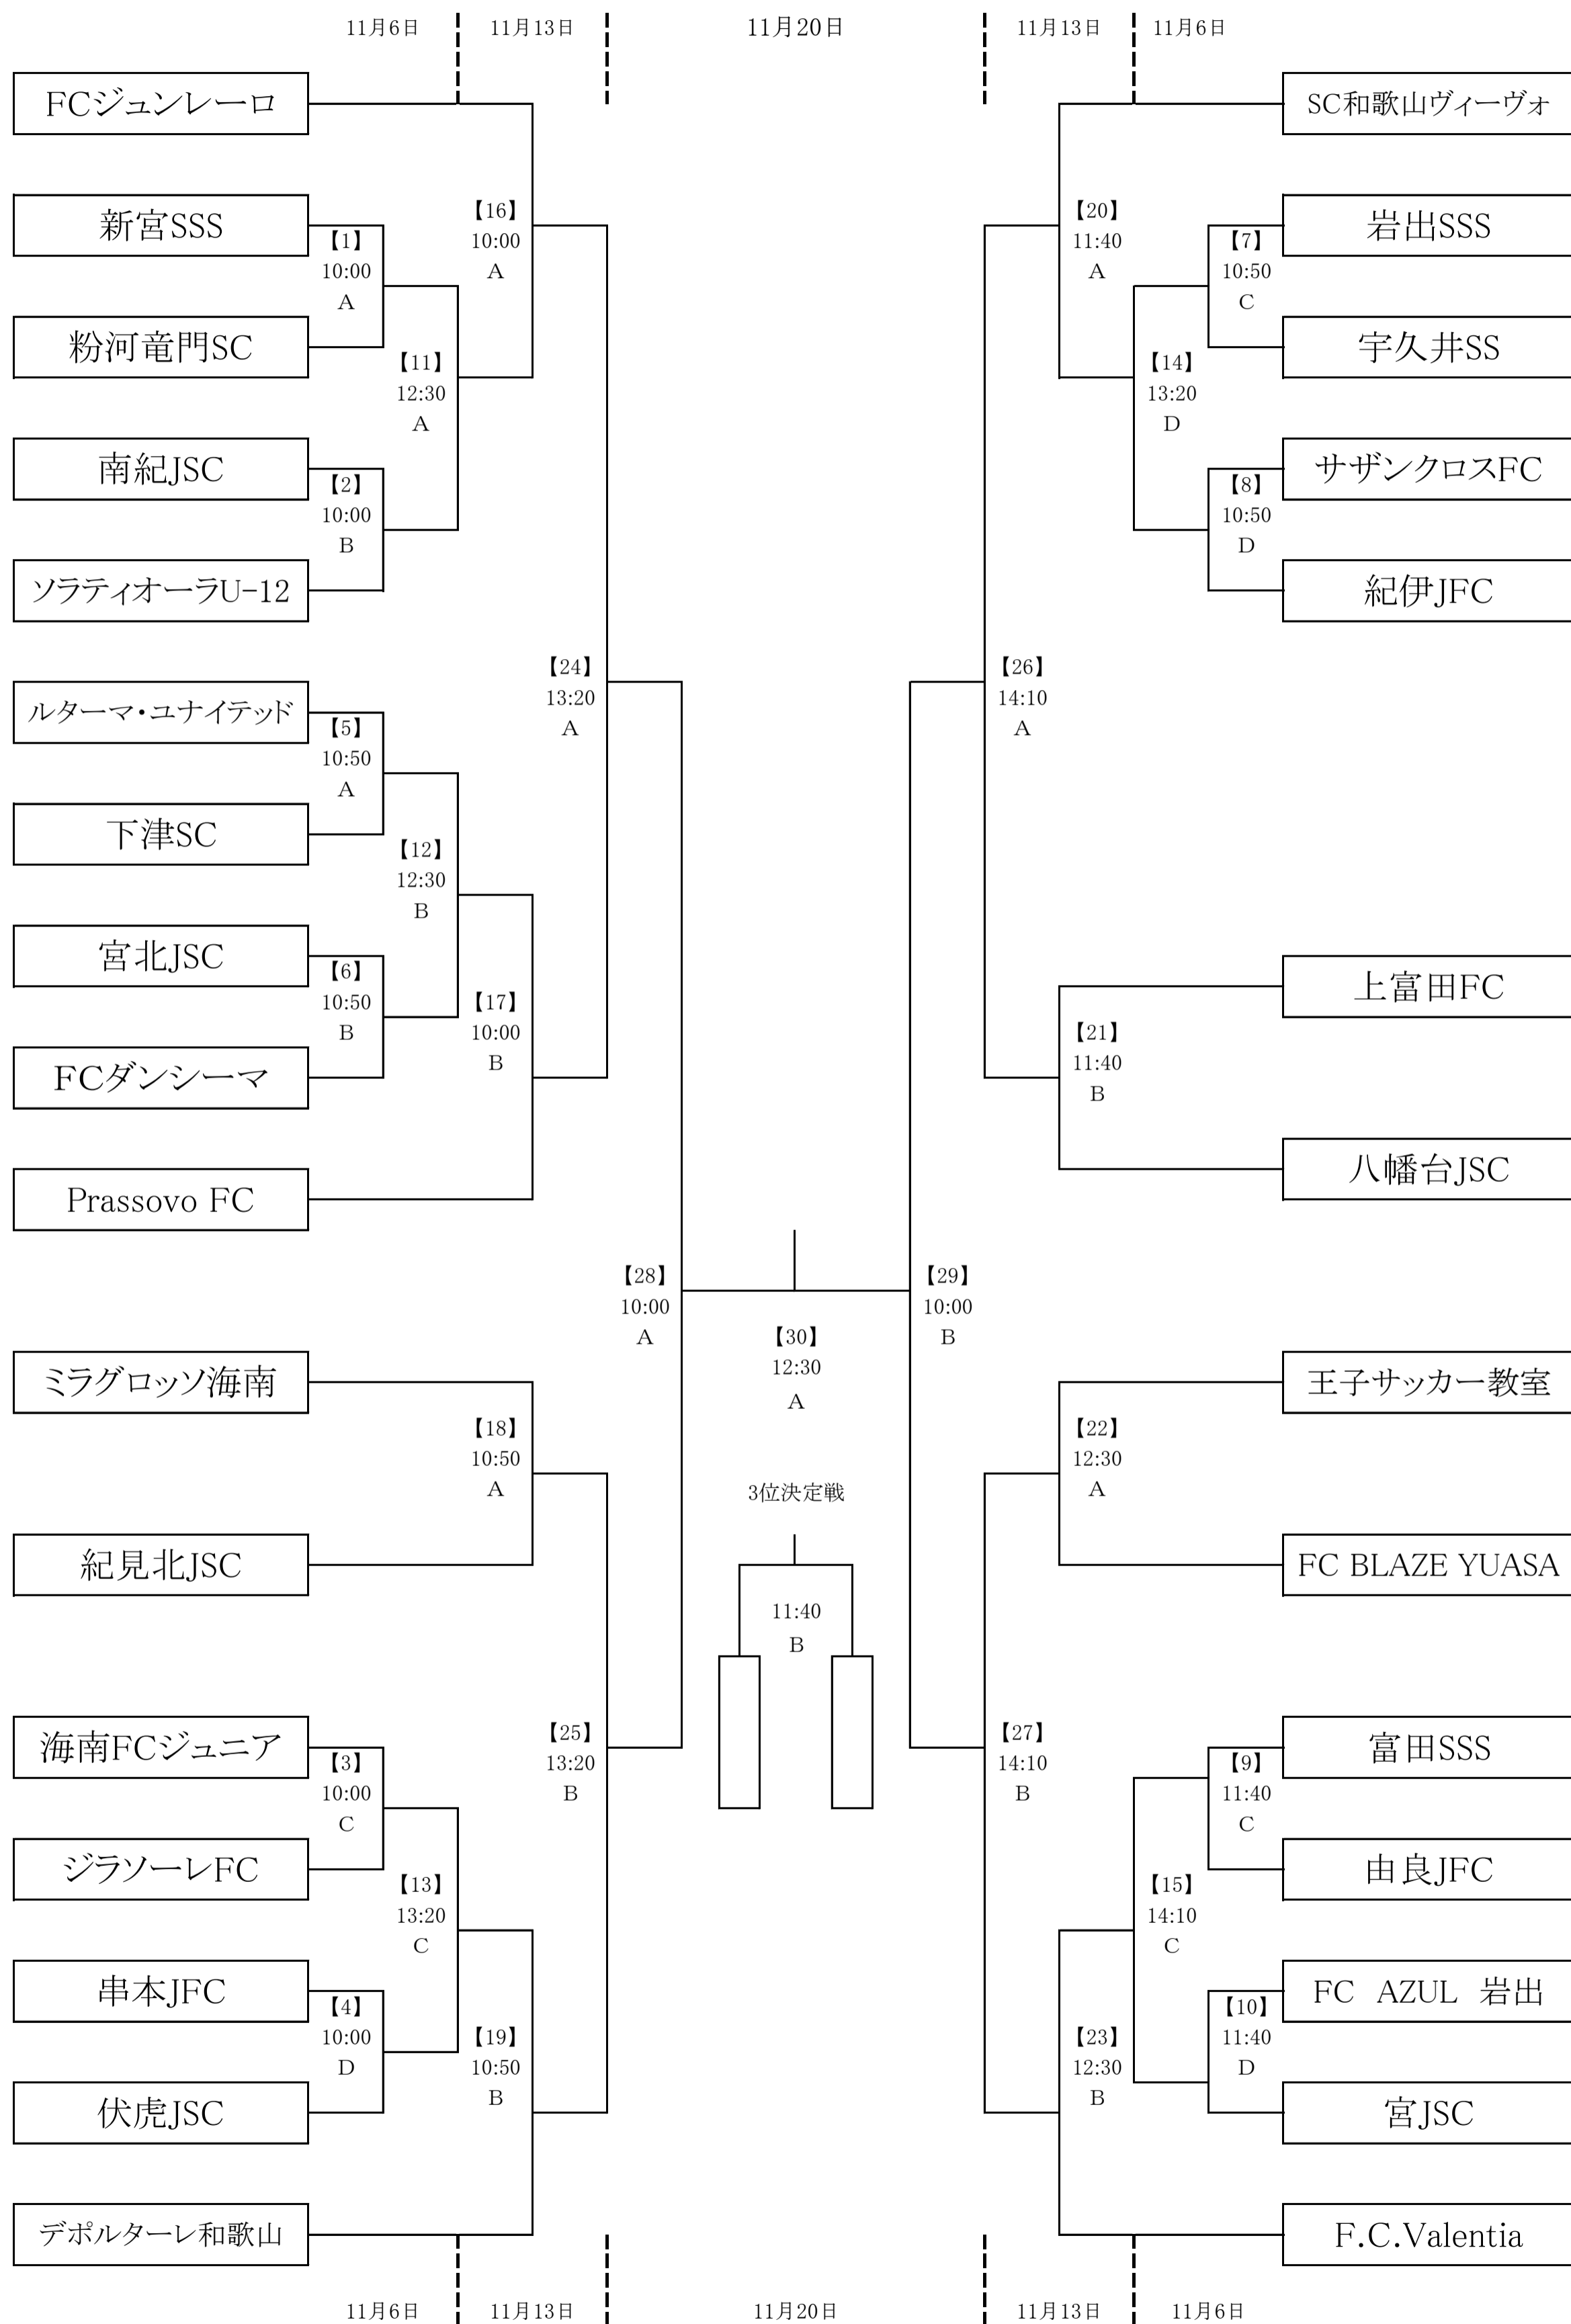 11月6日
11月13日
11月20日
11月13日
11月6日
FCジュンレーロ
新宮SSS
粉河竜門SC
南紀JSC
ソラティオーラU-12
ルターマ・ユナイテッド
下津SC
宮北JSC
FCダンシーマ
Prassovo FC
ミラグロッソ海南
紀見北JSC
海南FCジュニア
ジラソーレFC
串本JFC
伏虎JSC
デポルターレ和歌山
【1】
10:00
A
【2】
10:00
B
【5】
10:50
A
【6】
10:50
B
【3】
10:00
C
【4】
10:00
D
【11】
12:30
A
【12】
12:30
B
【13】
13:20
C
【16】
10:00
A
【17】
10:00
B
【18】
10:50
A
【19】
10:50
B
【24】
13:20
A
【25】
13:20
B
【28】
10:00
A
【30】
12:30
A
3位決定戦
11:40
B
【29】
10:00
B
【26】
14:10
A
【27】
14:10
B
【20】
11:40
A
【21】
11:40
B
【22】
12:30
A
【23】
12:30
B
【14】
13:20
D
【15】
14:10
C
【7】
10:50
C
【8】
10:50
D
【9】
11:40
C
【10】
11:40
D
SC和歌山ヴィーヴォ
岩出SSS
宇久井SS
サザンクロスFC
紀伊JFC
上富田FC
八幡台JSC
王子サッカー教室
FC BLAZE YUASA
富田SSS
由良JFC
FC　AZUL　岩出
宮JSC
F.C.Valentia
11月6日
11月13日
11月20日
11月13日
11月6日